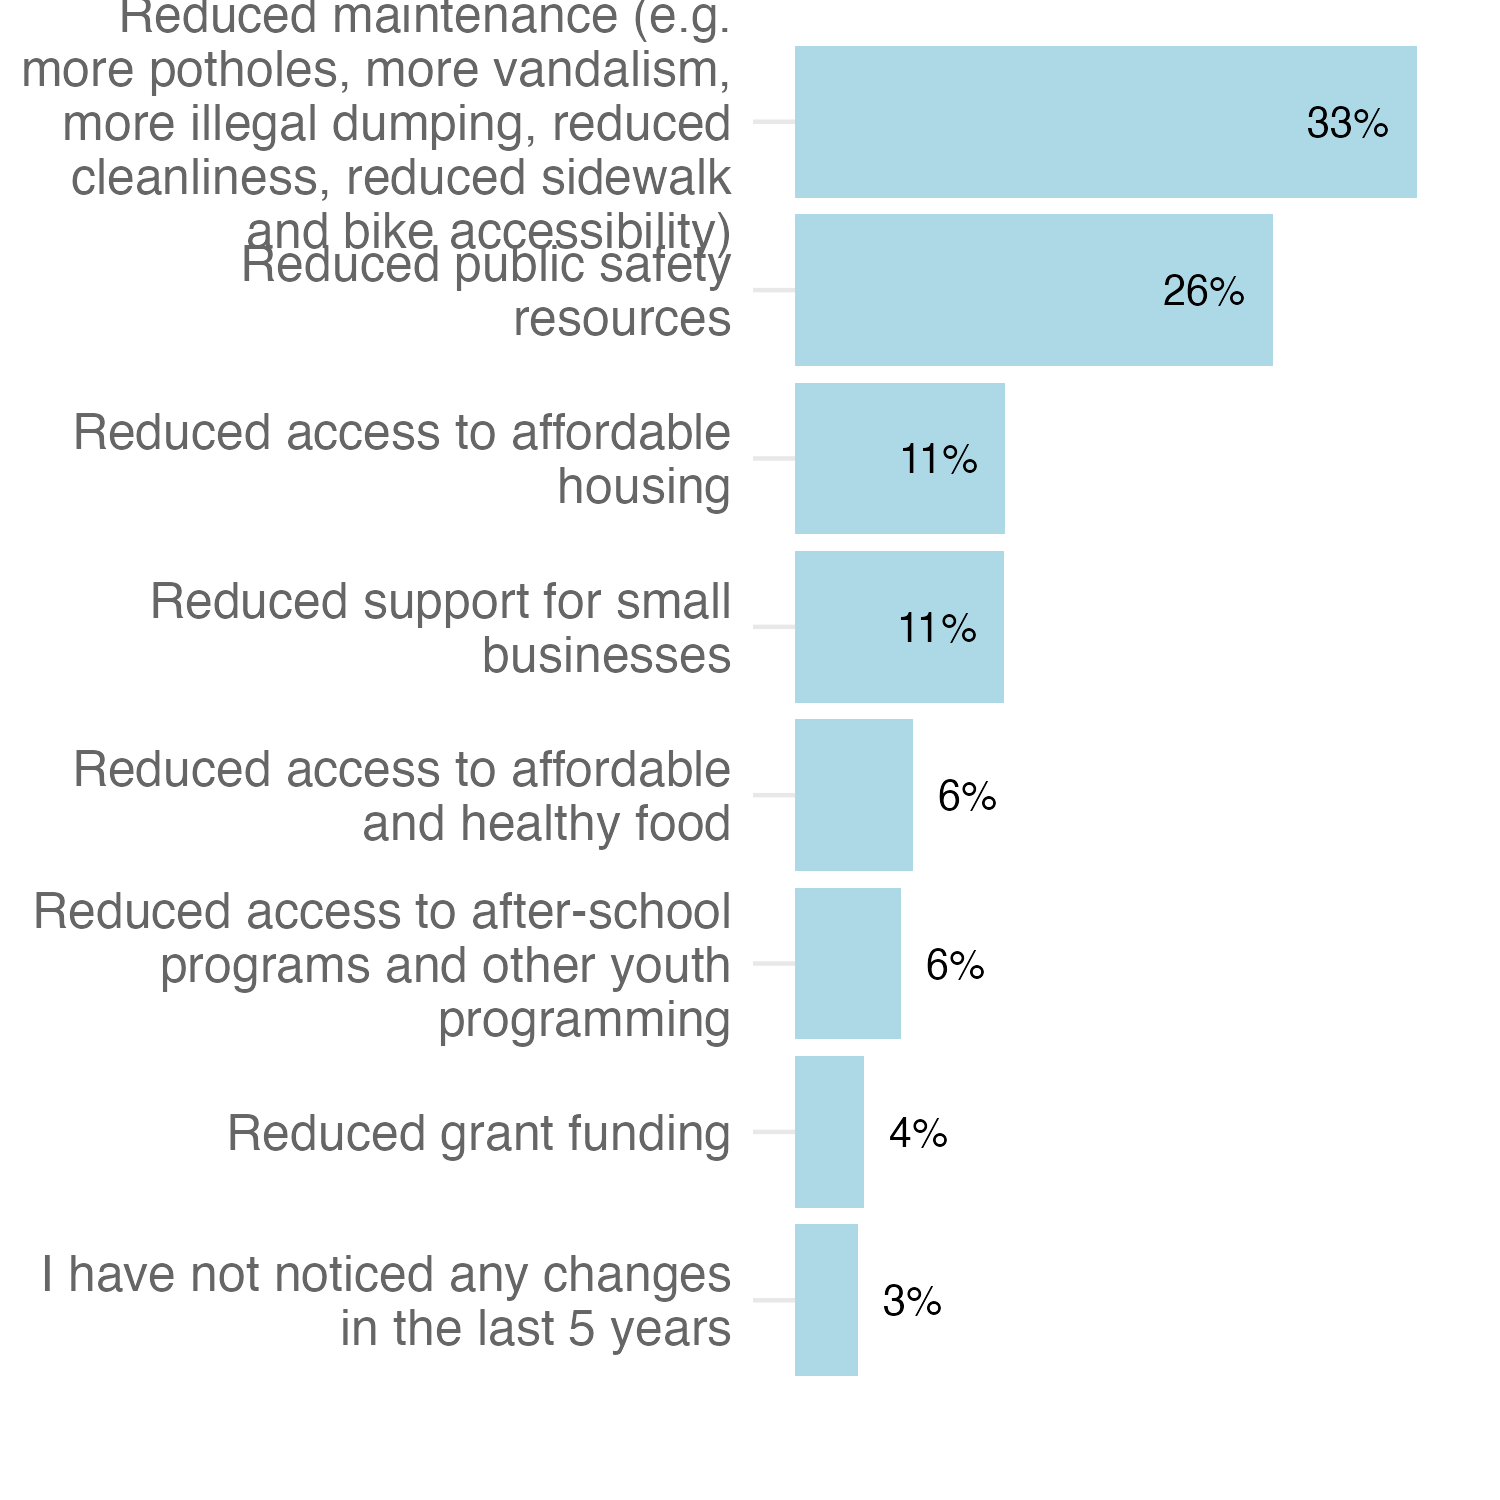 Reduced maintenance (e.g.
more potholes, more vandalism,
more illegal dumping, reduced
cleanliness, reduced sidewalk
and bike accessibility)
33%
Reduced public safety
resources
26%
Reduced access to affordable
housing
11%
Reduced support for small
businesses
11%
Reduced access to affordable
and healthy food
6%
Reduced access to after-school
programs and other youth
programming
6%
Reduced grant funding
4%
I have not noticed any changes
in the last 5 years
3%